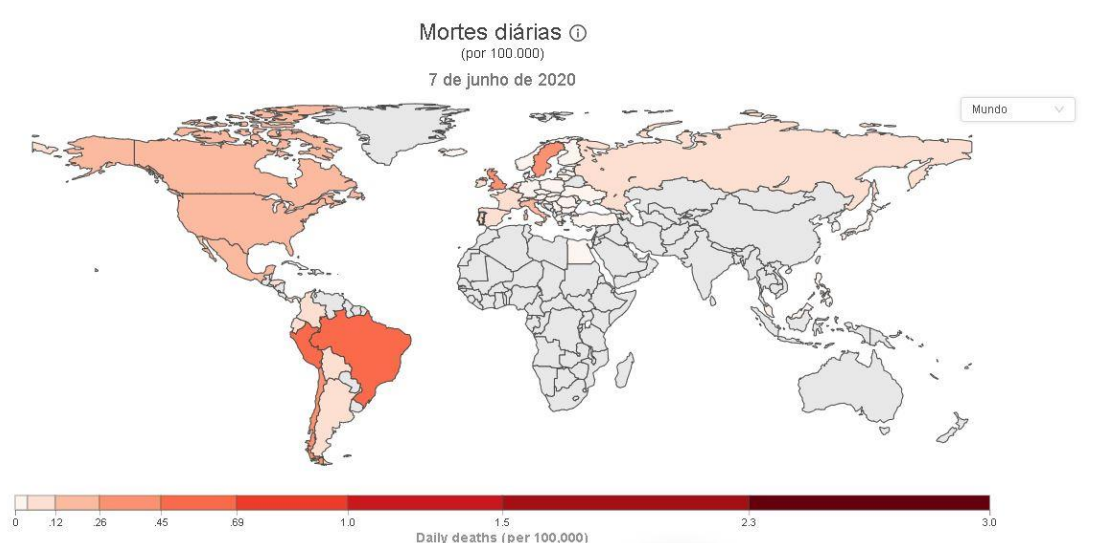 Mortes diárias
(por 100.000)
7 de junho de 2020
Mundo
0 .12 .26 .45 .69 1.0 1.5 2.3 3.0
Daily deaths (per 100,000)